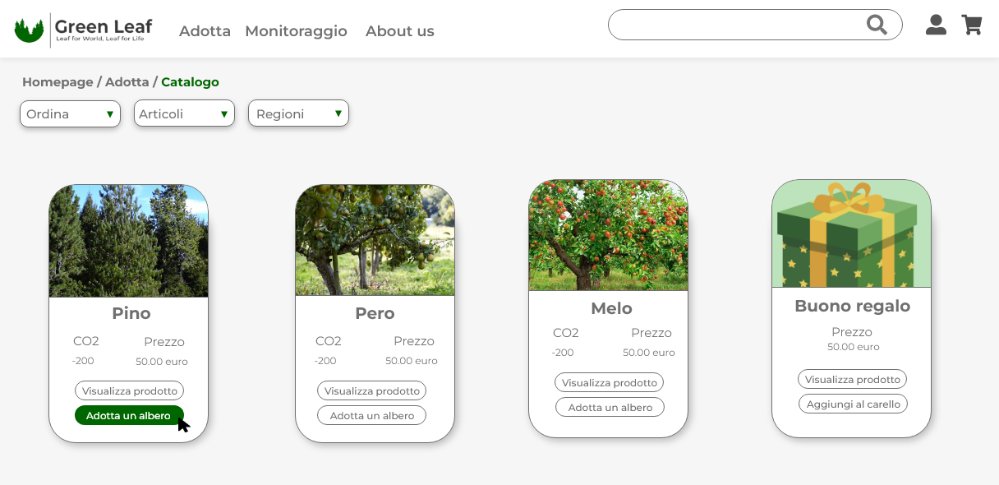 Green Leaf
Leaf for World, Leaf for Life
Adotta Monitoraggio About us
Homepage / Adotta / Catalogo
Ordina ▼ Articoli ▼ Regioni ▼
Pino
CO2 Prezzo
-200 50.00 euro
Visualizza prodotto
Adotta un albero
Pero
CO2 Prezzo
-200 50.00 euro
Visualizza prodotto
Adotta un albero
Melo
CO2 Prezzo
-200 50.00 euro
Visualizza prodotto
Adotta un albero
Buono regalo
Prezzo
50.00 euro
Visualizza prodotto
Aggiungi al carello